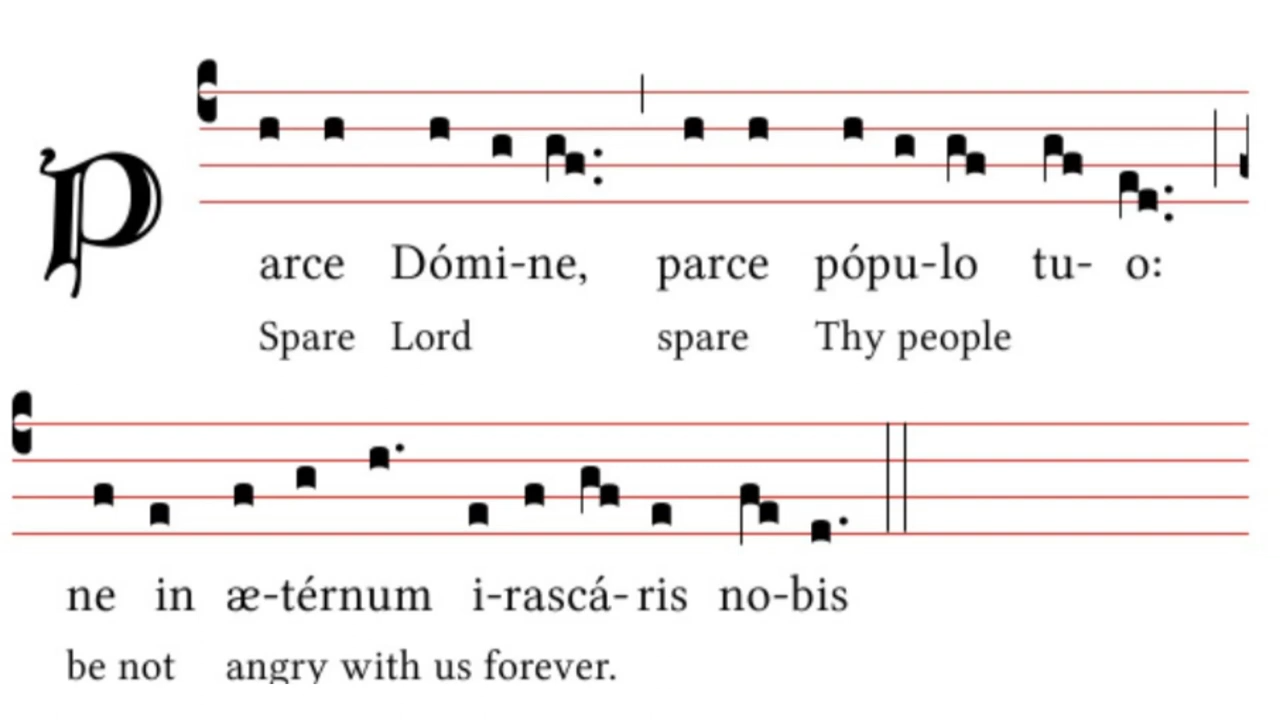 Parce Dómi-ne, parce pópu-lo tu- o:
Spare Lord spare Thy people
ne in æ-térnum i-rascá-ris no-bis
be not angry with us forever.